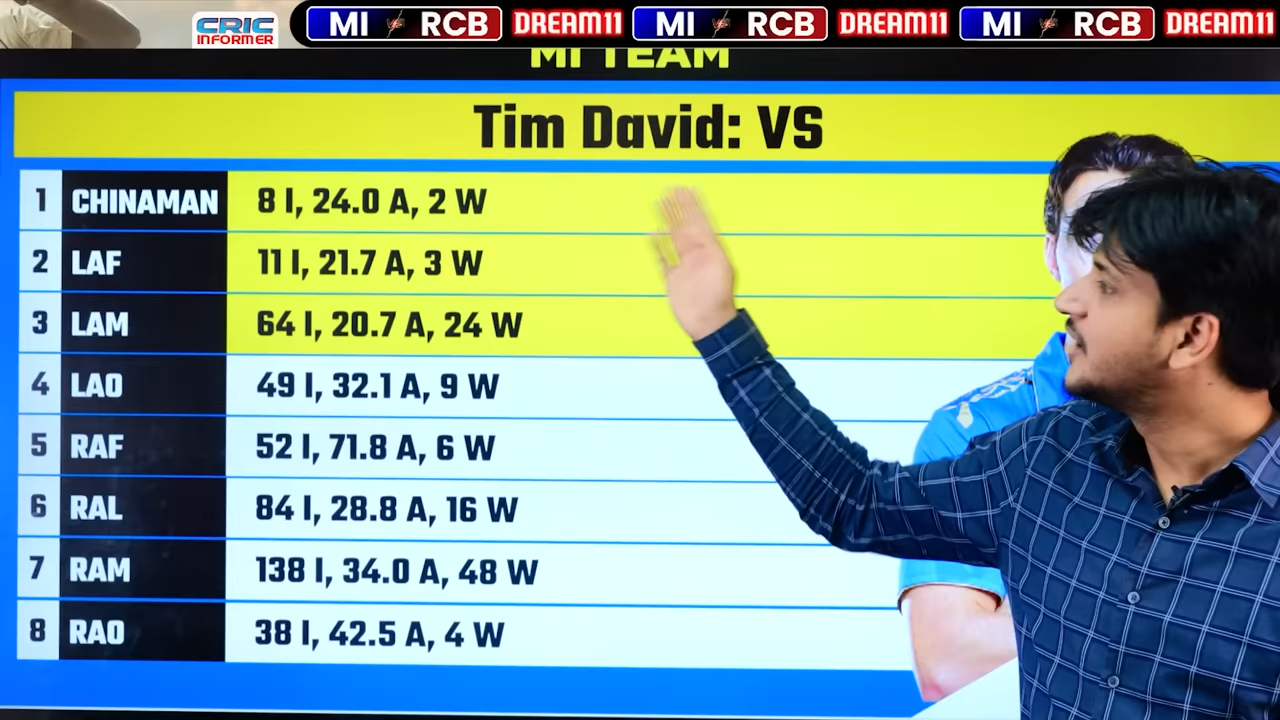 CRIC
INFORMER
MI VS RCB DREAM11 MI VS RCB DREAM11 MI VS RCB DREAM11
MI TEAM
Tim David: VS
1 CHINAMAN 8 I, 24.0 A, 2 W
2 LAF 11 I, 21.7 A, 3 W
3 LAM 64 I, 20.7 A, 24 W
4 LAO 49 I, 32.1 A, 9 W
5 RAF 52 I, 71.8 A, 6 W
6 RAL 84 I, 28.8 A, 16 W
7 RAM 138 I, 34.0 A, 48 W
8 RAO 38 I, 42.5 A, 4 W